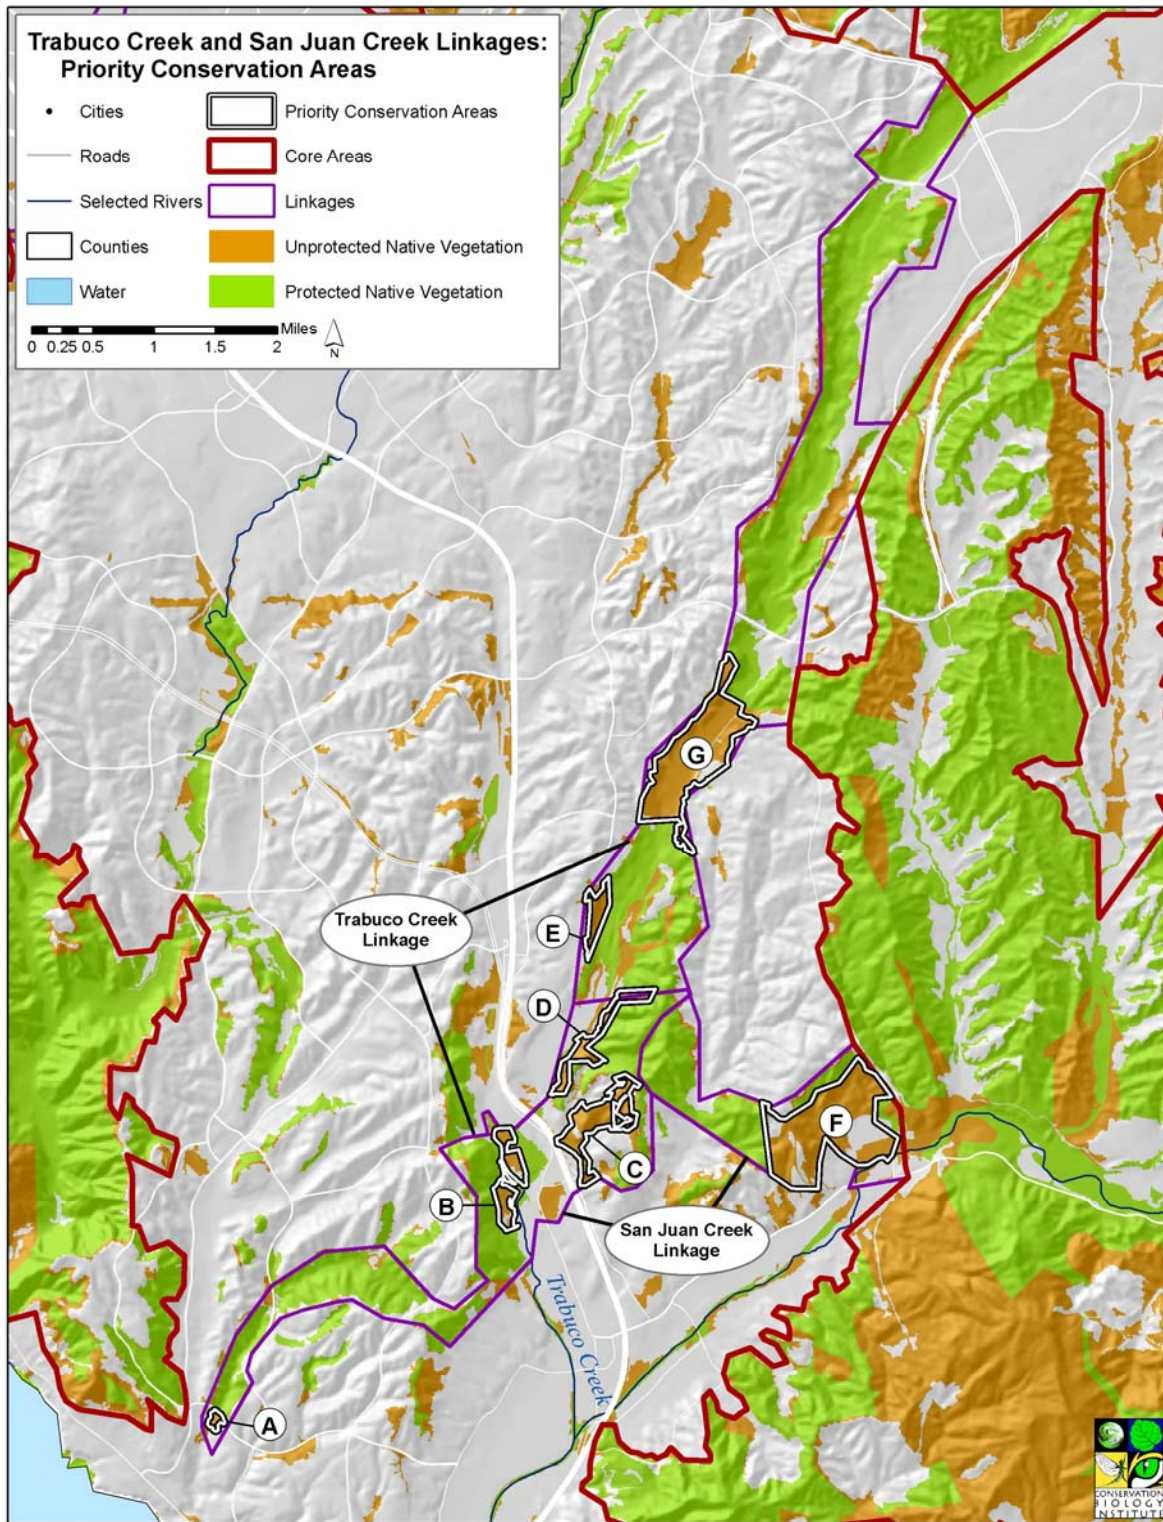 Trabuco Creek and San Juan Creek Linkages:
Priority Conservation Areas
Cities
Priority Conservation Areas
Roads
Core Areas
Selected Rivers
Linkages
Counties
Unprotected Native Vegetation
Water
Protected Native Vegetation
Miles
0 0.25 0.5 1 1.5 2
N
G
Trabuco Creek
Linkage
E
D
F
C
B
San Juan Creek
Linkage
Trabuco Creek
A
CONSERVATION
BIOLOGY
INSTITUTE